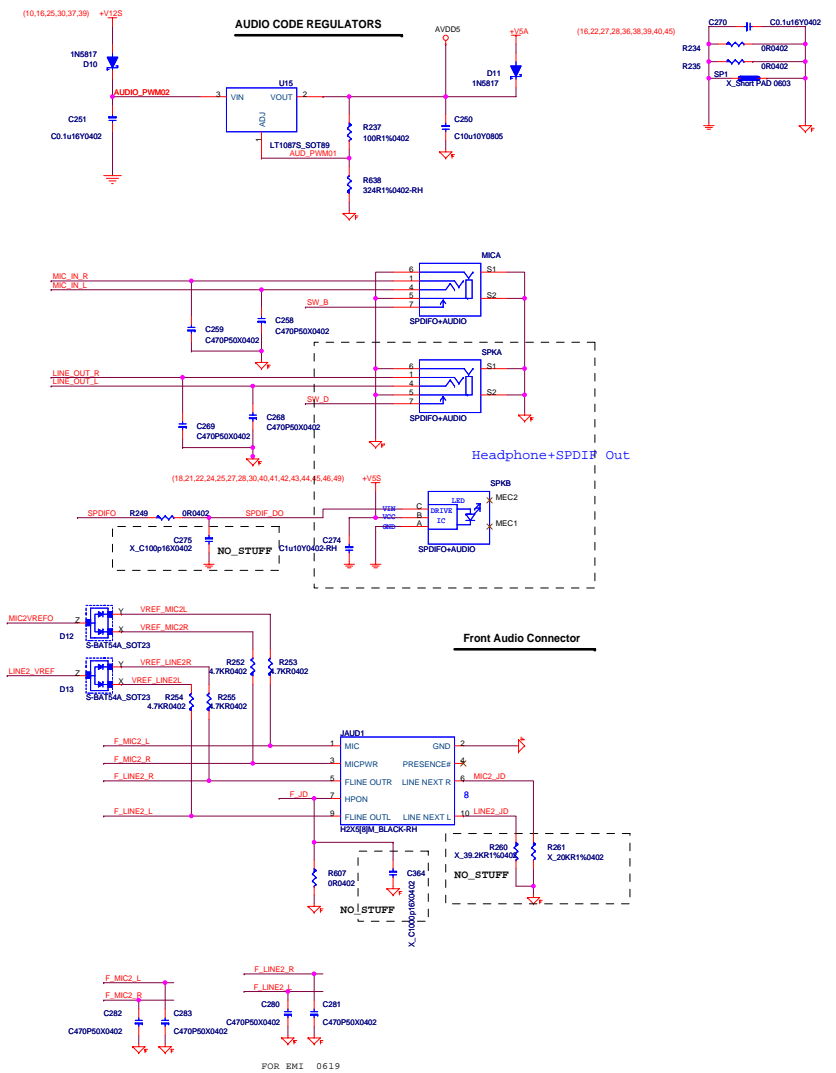 (10,16,25,30,37,39)
+V12S
AUDIO CODE REGULATORS
AVDD5
+V5A
(16,22,27,28,36,38,39,40,45)
C270
C0.1u16Y0402
R234
0R0402
R235
0R0402
SP1
X_Short PAD 0603
F
1N5817
D10
D11
1N5817
U15
AUDIO_PWM02
3
VIN
VOUT
2
ADJ
1
LT1087S_SOT89
C251
C0.1u16Y0402
R237
100R1%0402
C250
C10u10Y0805
F
AUD_PWM01
R638
324R1%0402-RH
F
MICA
MIC_IN_R
MIC_IN_L
6
1
4
5
7
S1
S2
SW_B
SPDIFO+AUDIO
C259
C470P50X0402
C258
C470P50X0402
F
SPKA
LINE_OUT_R
LINE_OUT_L
6
1
4
5
7
S1
S2
SW_D
SPDIFO+AUDIO
C269
C470P50X0402
C268
C470P50X0402
F
F
F
Headphone+SPDIF Out
(18,21,22,24,25,27,28,30,40,41,42,43,44,45,46,49)
+V5S
SPKB
LED
MEC2
MEC1
VIN
VCC
GND
C
B
A
DRIVE
IC
SPDIFO+AUDIO
SPDIFO
R249
0R0402
SPDIF_DO
C275
X_C100p16X0402
NO_STUFF
C274
C1u10Y0402-RH
MIC2VREFO
Z
Y
X
VREF_MIC2L
VREF_MIC2R
D12
S-BAT54A_SOT23
Front Audio Connector
LINE2_VREF
Z
Y
X
VREF_LINE2R
VREF_LINE2L
D13
S-BAT54A_SOT23
R252
4.7KR0402
R253
4.7KR0402
R254
4.7KR0402
R255
4.7KR0402
JAUD1
F_MIC2_L
1
MIC
GND
2
F_MIC2_R
3
MICPWR
PRESENCE#
4
F_LINE2_R
5
FLINE OUTR
LINE NEXT R
6
MIC2_JD
F_JD
7
HPON
8
F_LINE2_L
9
FLINE OUTL
LINE NEXT L
10
LINE2_JD
H2X5[8]M_BLACK-RH
R260
X_39.2KR1%0402
R261
X_20KR1%0402
NO_STUFF
F
R607
0R0402
F
C364
F
NO_STUFF
X_C1000p16X0402
F_MIC2_L
F_MIC2_R
C282
C470P50X0402
C283
C470P50X0402
F
F
F_LINE2_R
F_LINE2_L
C280
C470P50X0402
C281
C470P50X0402
F
F
FOR EMI 0619